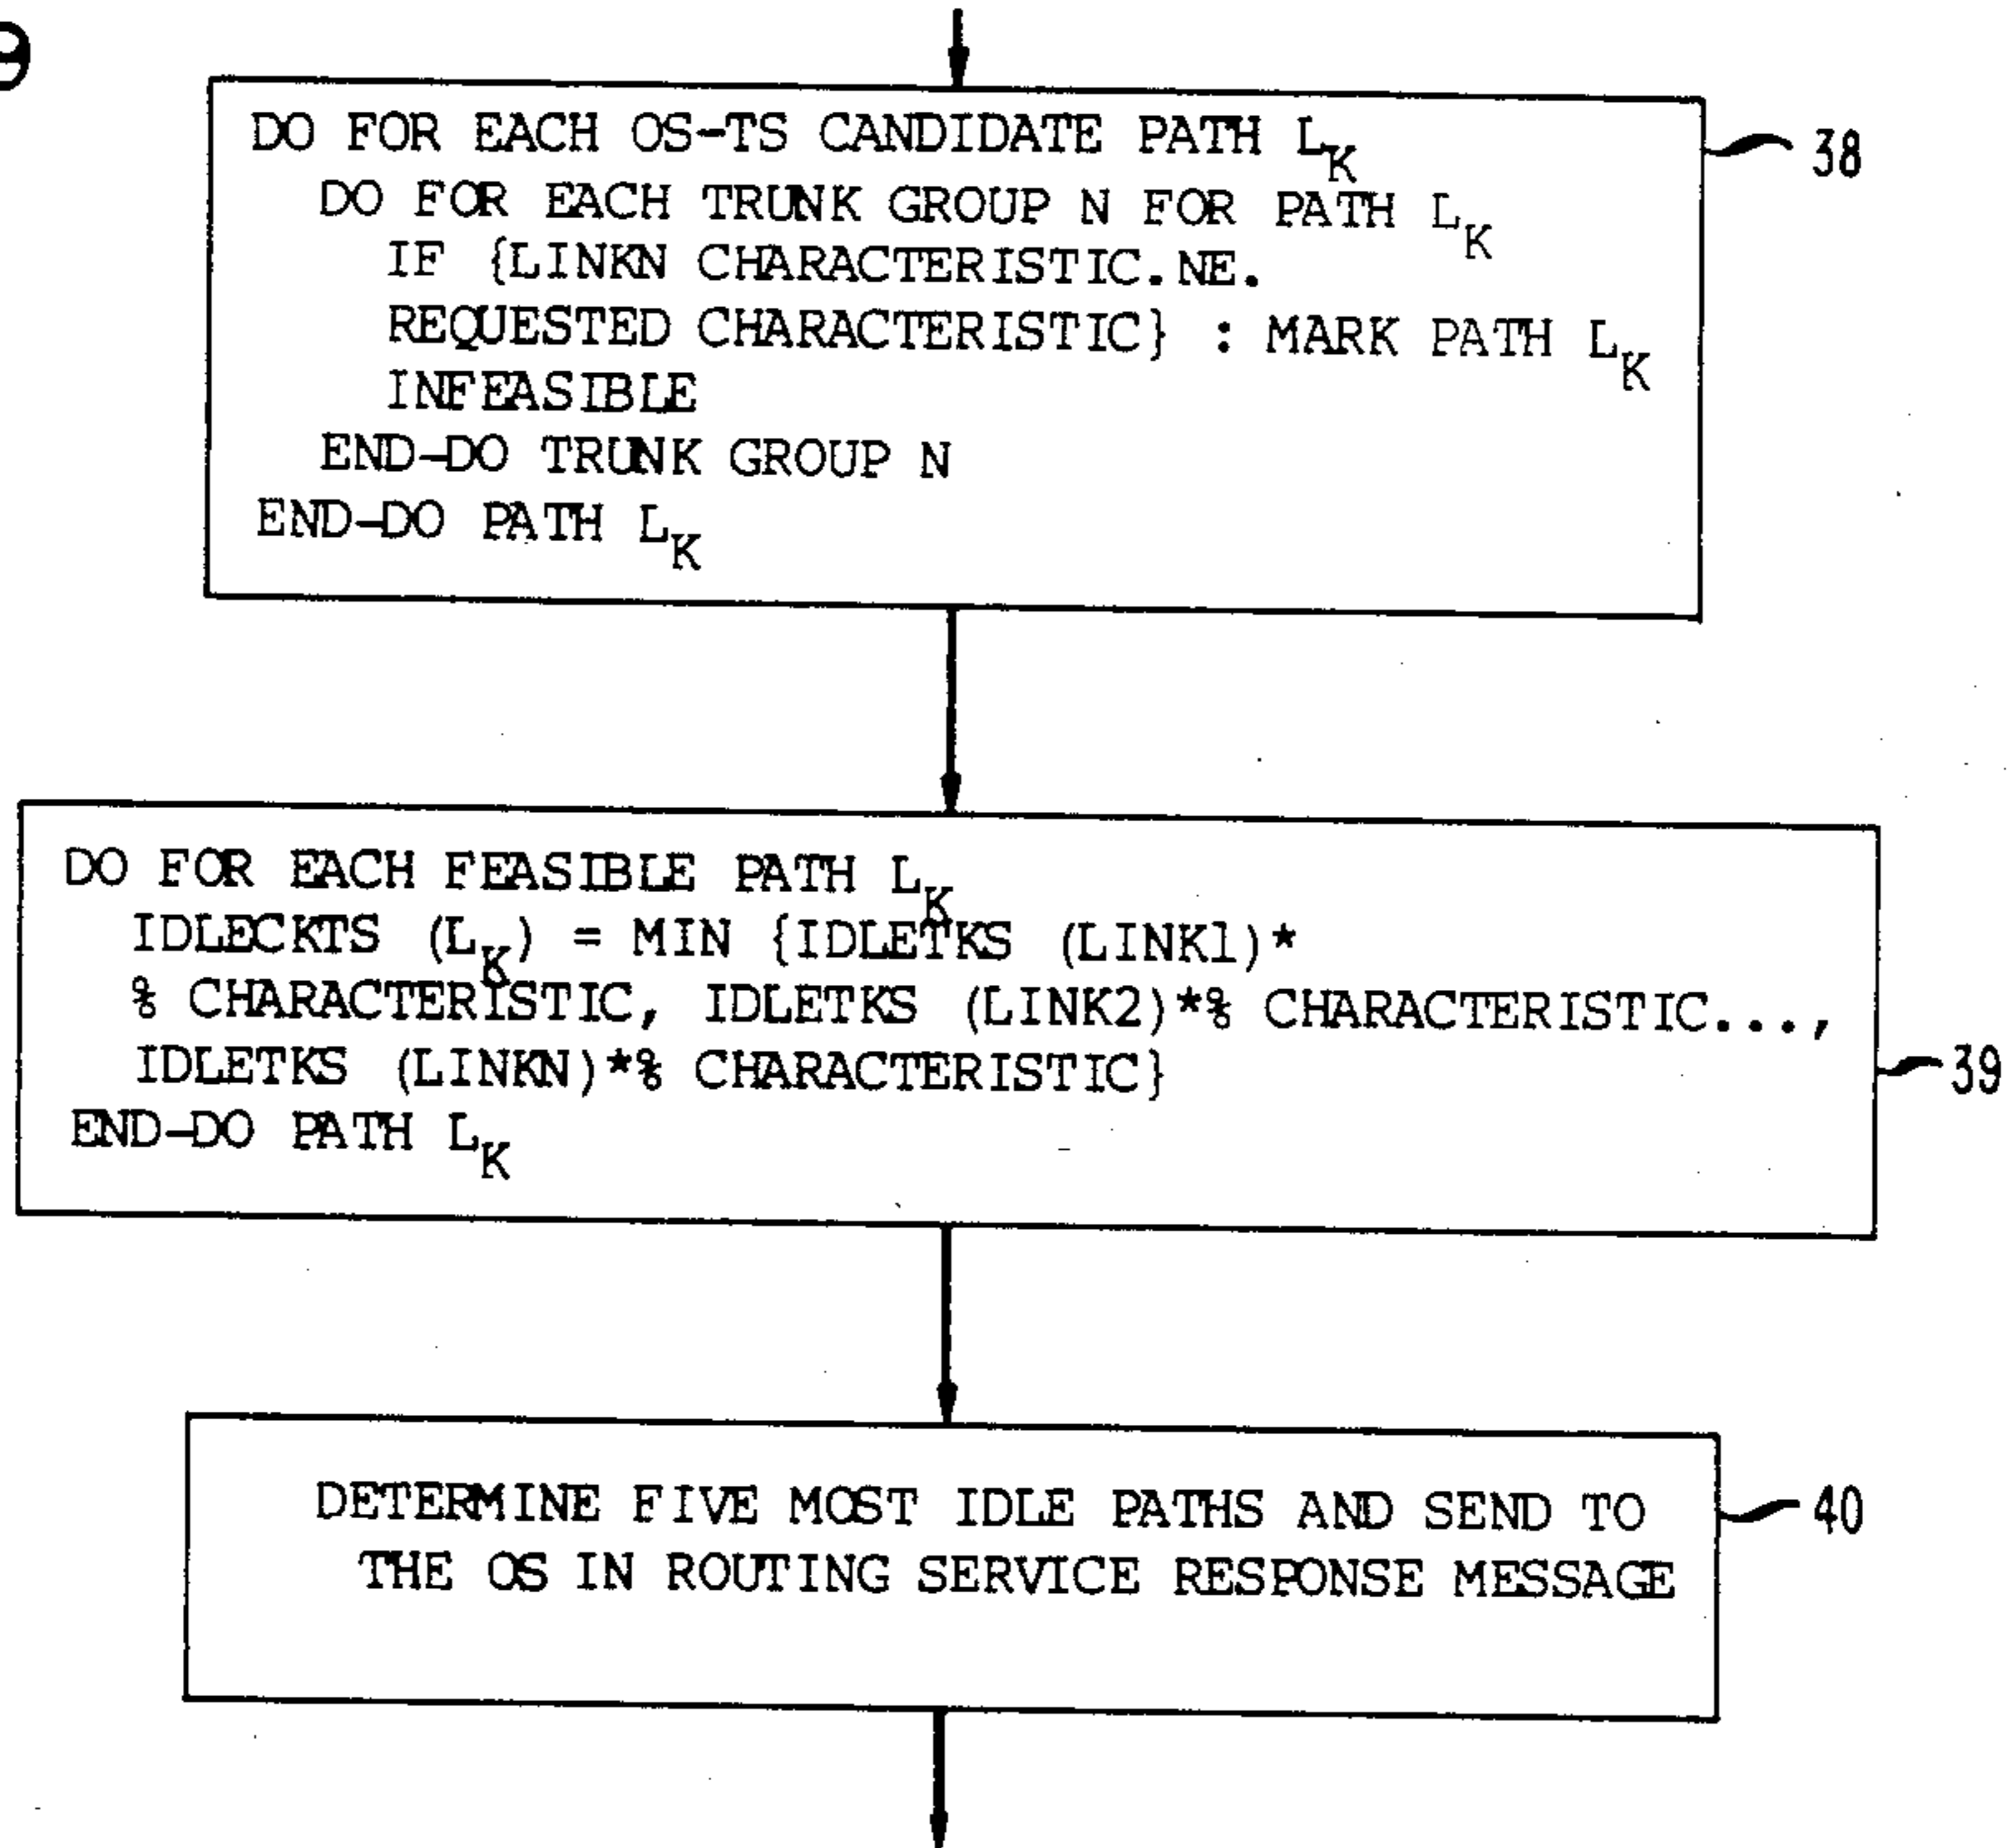 9
DO FOR EACH OS-TS CANDIDATE PATH L_K
DO FOR EACH TRUNK GROUP N FOR PATH L_K
IF {LINKN CHARACTERISTIC.NE.
REQUESTED CHARACTERISTIC} : MARK PATH L_K
INFEASIBLE
END-DO TRUNK GROUP N
END-DO PATH L_K
38
DO FOR EACH FEASIBLE PATH L_K
IDLECKTS (L_K) = MIN {IDLETKS (LINK1)*
% CHARACTERISTIC, IDLETKS (LINK2)*% CHARACTERISTIC...,
IDLETKS (LINKN)*% CHARACTERISTIC}
END-DO PATH L_K
39
DETERMINE FIVE MOST IDLE PATHS AND SEND TO
THE OS IN ROUTING SERVICE RESPONSE MESSAGE
40